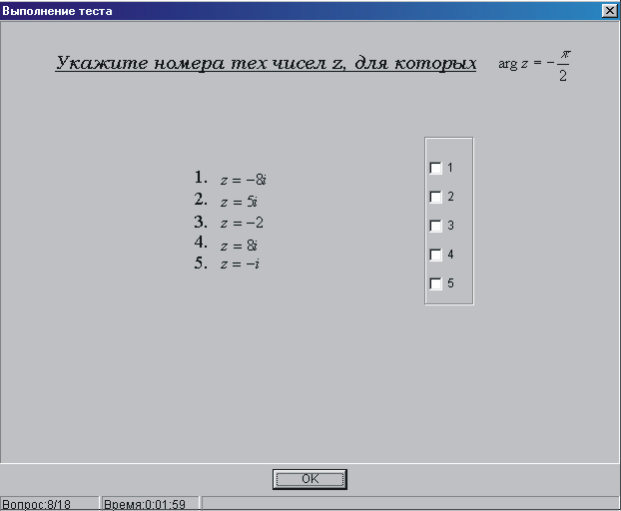 Выполнение теста
Укажите номера тех чисел z, для которых arg z = −π/2
1. z = −8i
2. z = 5i
3. z = −2
4. z = 8i
5. z = −i
1
2
3
4
5
OK
Вопрос:8/18 Время:0:01:59